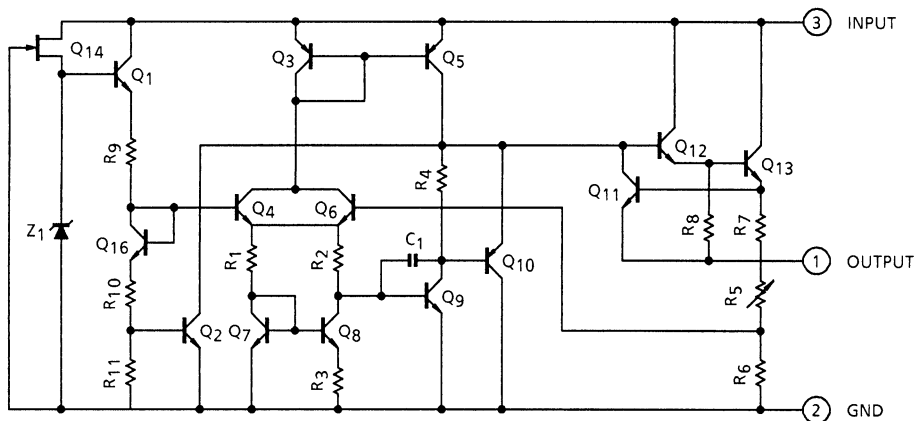 3 INPUT
Q14
Q1
Q3
Q5
Q12
Q13
R9
R4
Q11
Q4
Q6
R8
R7
Z1
Q16
R1
R2
C1
Q10
1 OUTPUT
R10
Q9
R5
Q2
Q7
Q8
R11
R3
R6
2 GND